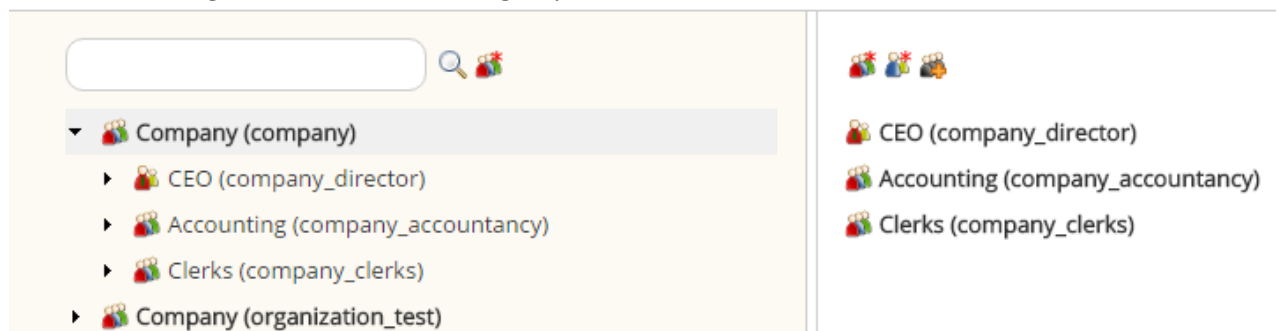 Company (company)
CEO (company_director)
Accounting (company_accountancy)
Clerks (company_clerks)
Company (organization_test)
CEO (company_director)
Accounting (company_accountancy)
Clerks (company_clerks)